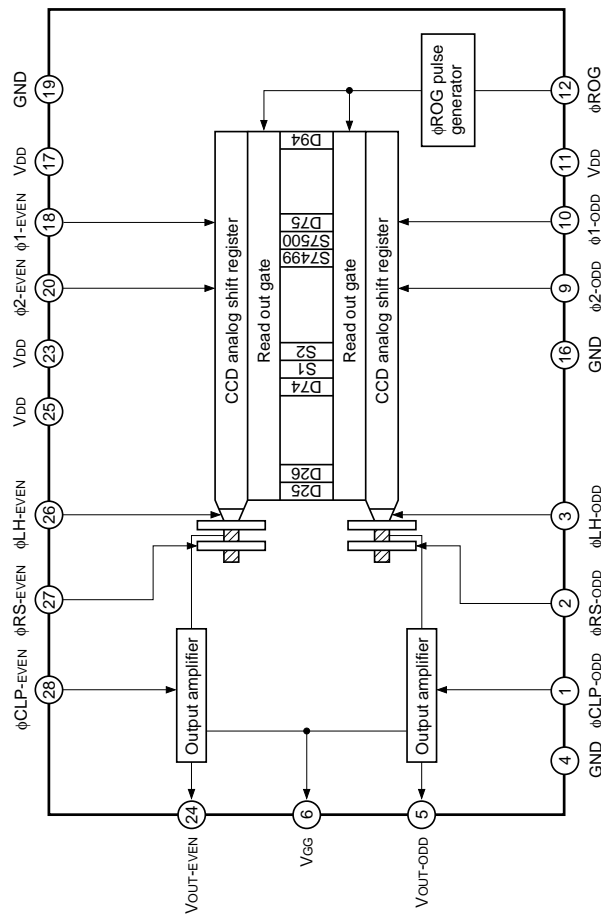 GND
19
VDD
17
φ1-EVEN
18
φ2-EVEN
20
VDD
23
VDD
25
φLH-EVEN
26
φRS-EVEN
27
φCLP-EVEN
28
φROG pulse
generator
CCD analog shift register
Read out gate
D25
D26
D74
S1
S2
S7499
S7500
D75
D94
Read out gate
CCD analog shift register
Output amplifier
Output amplifier
24
VOUT-EVEN
6
VGG
5
VOUT-ODD
12
φROG
11
VDD
10
φ1-ODD
9
φ2-ODD
16
GND
3
φLH-ODD
2
φRS-ODD
1
φCLP-ODD
4
GND